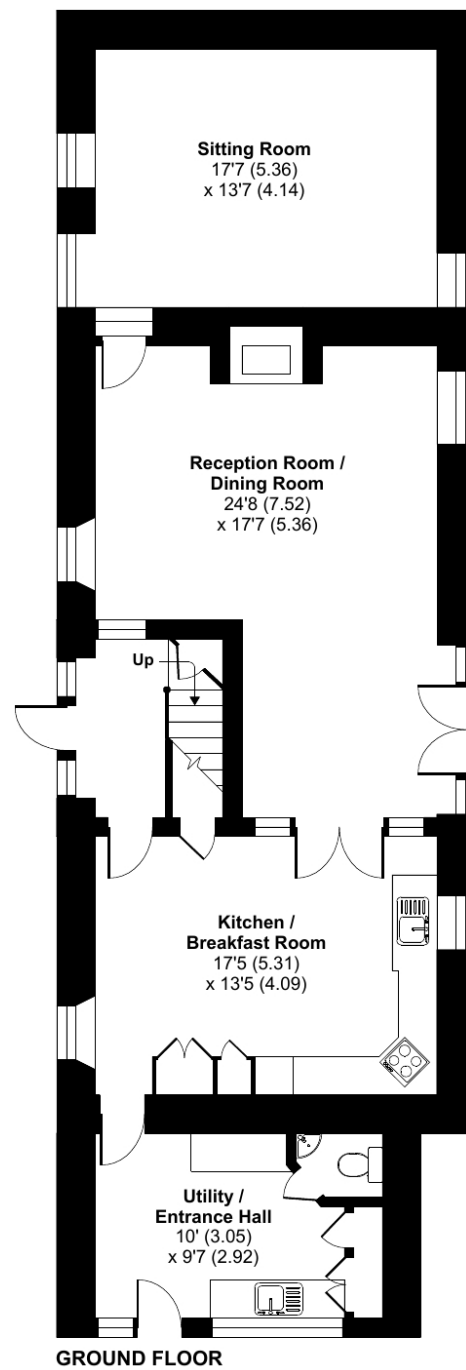 Sitting Room
17'7 (5.36)
x 13'7 (4.14)
Reception Room /
Dining Room
24'8 (7.52)
x 17'7 (5.36)
Up
Kitchen /
Breakfast Room
17'5 (5.31)
x 13'5 (4.09)
Utility /
Entrance Hall
10' (3.05)
x 9'7 (2.92)
GROUND FLOOR